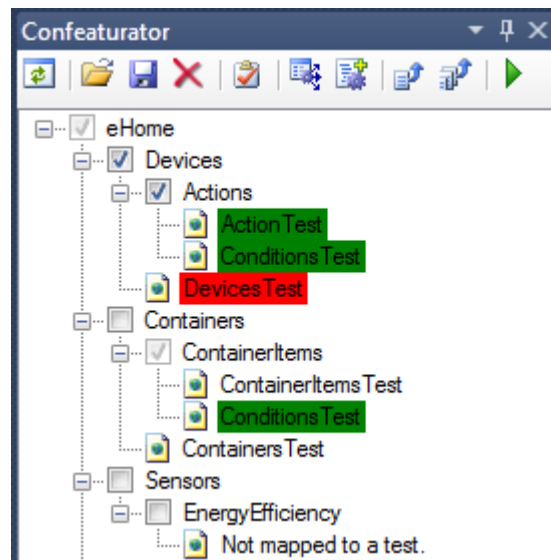 Confeaturator
eHome
Devices
Actions
ActionTest
ConditionsTest
DevicesTest
Containers
ContainerItems
ContainerItemsTest
ConditionsTest
ContainersTest
Sensors
EnergyEfficiency
Not mapped to a test.